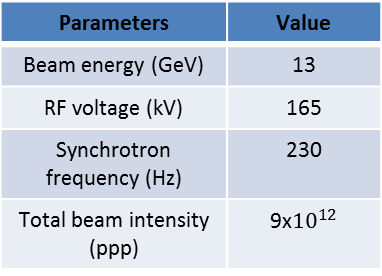 Parameters Value
Beam energy (GeV) 13
RF voltage (kV) 165
Synchrotron
frequency (Hz) 230
Total beam intensity
(ppp) 9x10¹²